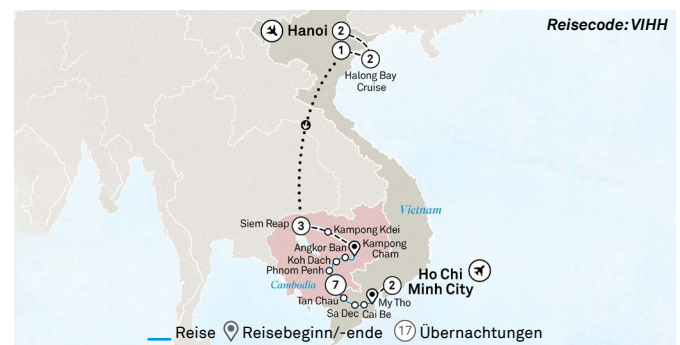 Reisecode: VIHH
Hanoi
2
1
2
Halong Bay
Cruise
Vietnam
Siem Reap
3
Kampong Kdei
Angkor Ban
Kampong
Cham
Koh Dach
Phnom Penh
Cambodia
7
Tan Chau
Sa Dec
Cai Be
My Tho
2
Ho Chi
Minh City
Reise
Reisebeginn/-ende
17
Übernachtungen